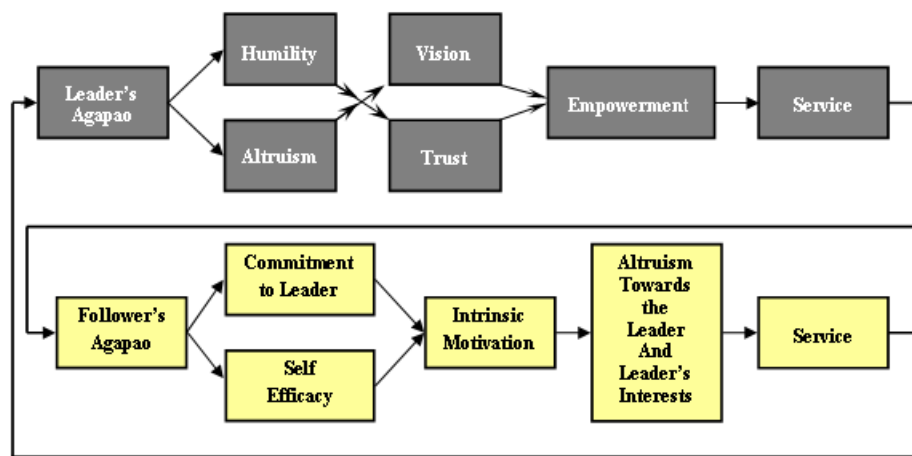 Humility
Vision
Leader's
Agapao
Empowerment
Service
Altruism
Trust
Commitment
to Leader
Follower's
Agapao
Self
Efficacy
Intrinsic
Motivation
Altruism
Towards
the
Leader
And
Leader's
Interests
Service